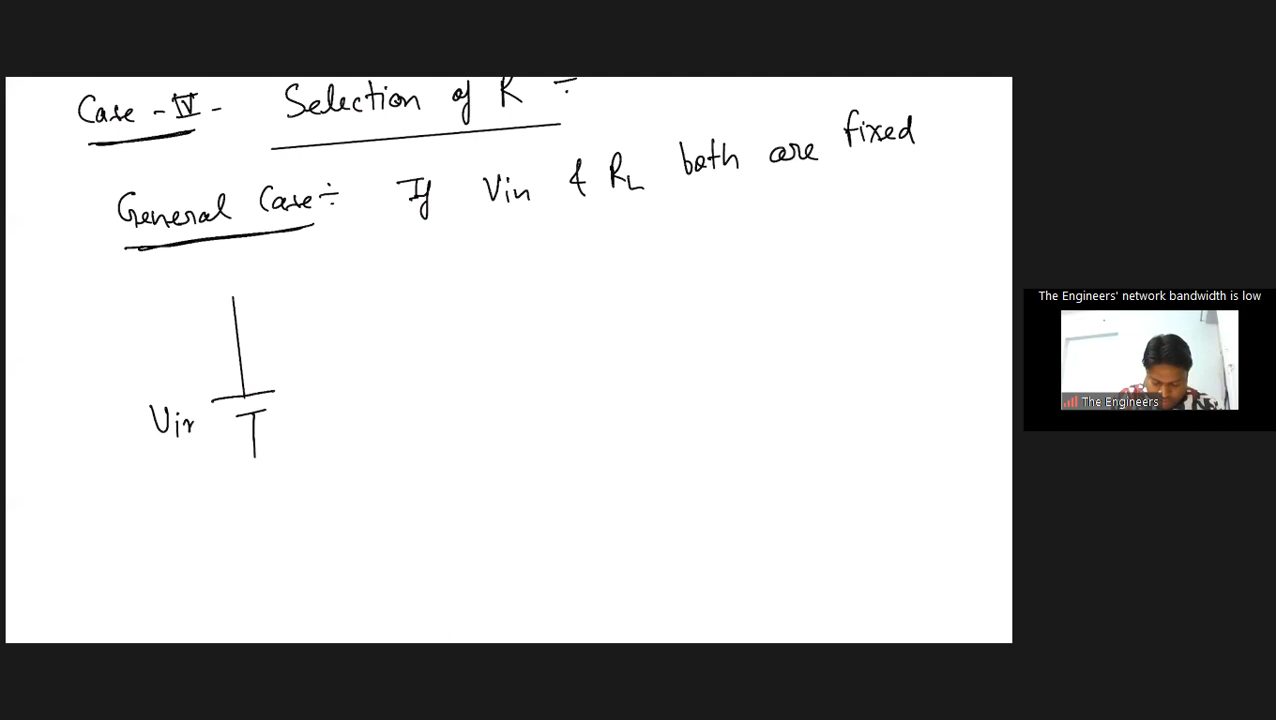 Case - IV - Selection of R ÷
General Case ÷ If Vin & RL both are fixed
Vin
The Engineers' network bandwidth is low
The Engineers